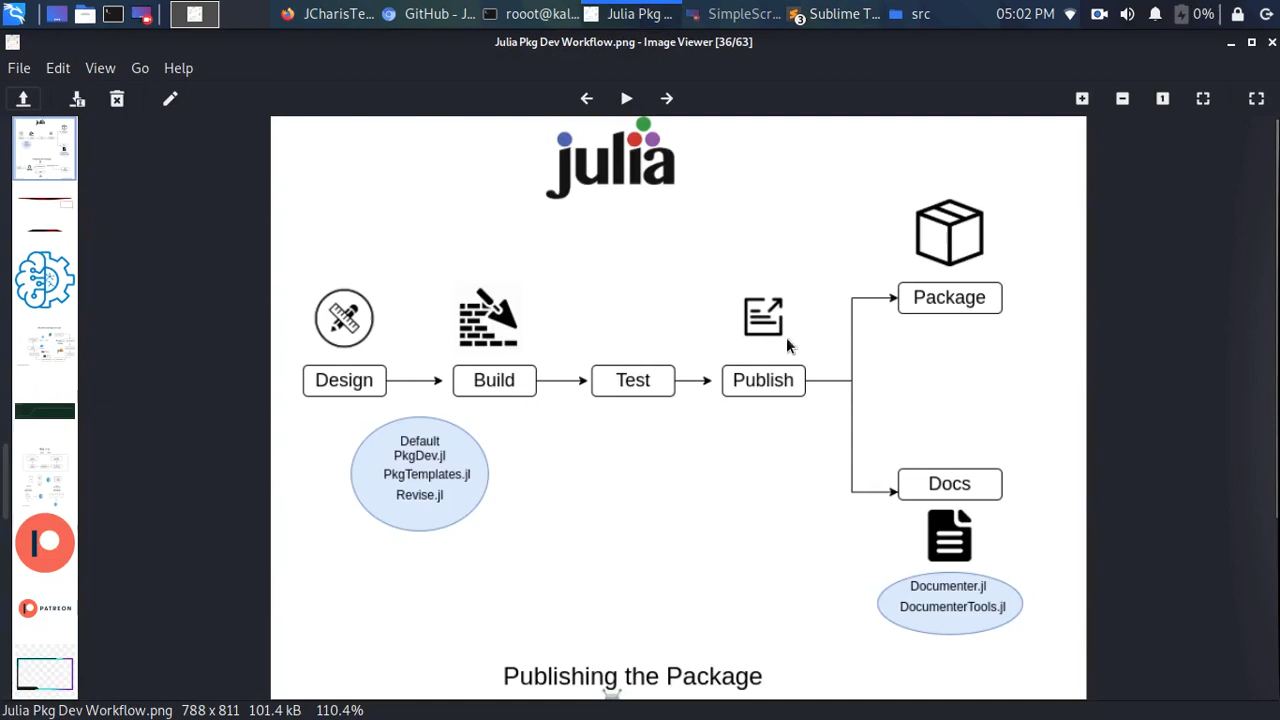 JCharisTe...
GitHub - J...
rooot@kal...
Julia Pkg ...
SimpleScr...
3
Sublime T...
src
05:02 PM
0%
Julia Pkg Dev Workflow.png - Image Viewer [36/63]
File Edit View Go Help
julia
Package
Design
Build
Test
Publish
Default
PkgDev.jl
PkgTemplates.jl
Revise.jl
Docs
Documenter.jl
DocumenterTools.jl
PATREON
Publishing the Package
Julia Pkg Dev Workflow.png 788 x 811 101.4 kB 110.4%